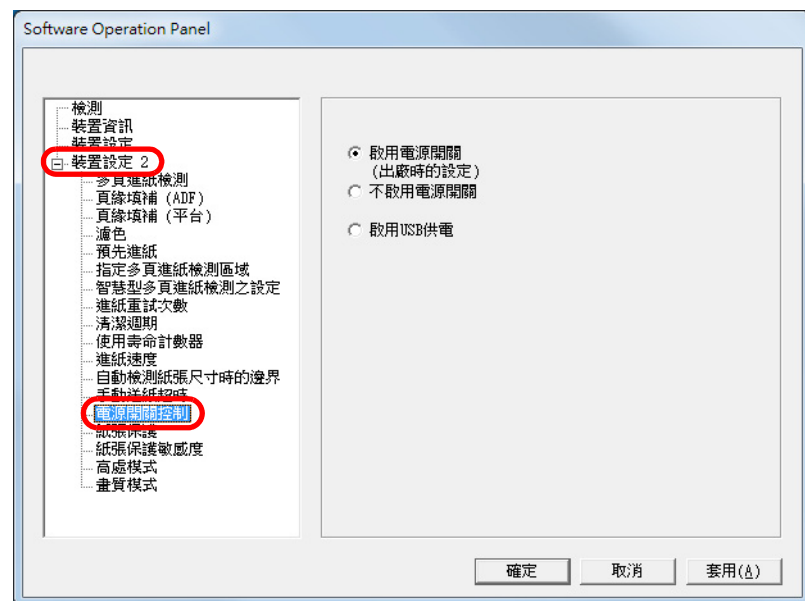 Software Operation Panel
檢測
裝置資訊
裝置設定
裝置設定 2
多頁進紙檢測
頁緣填補 (ADF)
頁緣填補 (平台)
濾色
預先進紙
指定多頁進紙檢測區域
智慧型多頁進紙檢測之設定
進紙重試次數
清潔週期
使用壽命計數器
進紙速度
自動檢測紙張尺寸時的邊界
手動送紙超時
電源開關控制
紙張保護
紙張保護敏感度
高處模式
畫質模式
啟用電源開關
(出廠時的設定)
不啟用電源開關
啟用USB供電
確定
取消
套用(A)